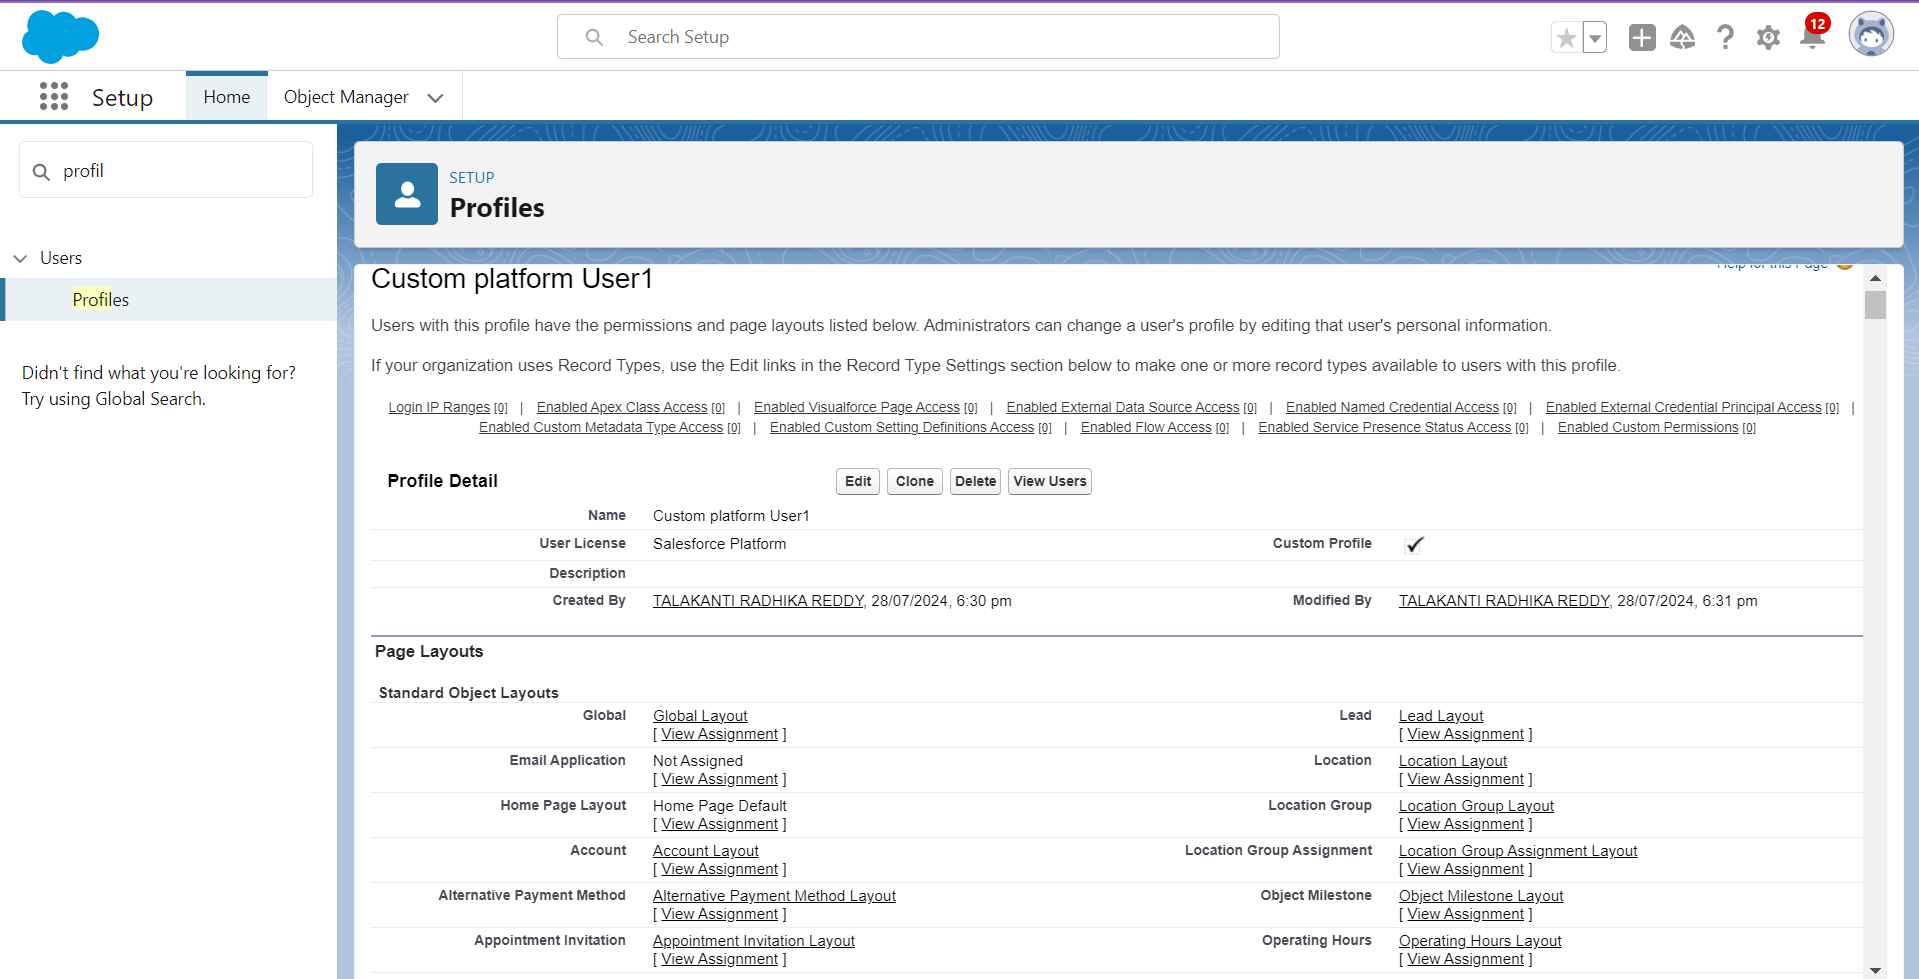 Search Setup
12
Setup
Home
Object Manager
profil
Users
Profiles
Didn't find what you're looking for?
Try using Global Search.
SETUP
Profiles
Help for this Page
Custom platform User1
Users with this profile have the permissions and page layouts listed below. Administrators can change a user's profile by editing that user's personal information.
If your organization uses Record Types, use the Edit links in the Record Type Settings section below to make one or more record types available to users with this profile.
Login IP Ranges [0] | Enabled Apex Class Access [0] | Enabled Visualforce Page Access [0] | Enabled External Data Source Access [0] | Enabled Named Credential Access [0] | Enabled External Credential Principal Access [0] |
Enabled Custom Metadata Type Access [0] | Enabled Custom Setting Definitions Access [0] | Enabled Flow Access [0] | Enabled Service Presence Status Access [0] | Enabled Custom Permissions [0]
Profile Detail Edit Clone Delete View Users
Name Custom platform User1
User License Salesforce Platform Custom Profile
Description
Created By TALAKANTI RADHIKA REDDY, 28/07/2024, 6:30 pm Modified By TALAKANTI RADHIKA REDDY, 28/07/2024, 6:31 pm
Page Layouts
Standard Object Layouts
Global Global Layout Lead Lead Layout
[ View Assignment ] [ View Assignment ]
Email Application Not Assigned Location Location Layout
[ View Assignment ] [ View Assignment ]
Home Page Layout Home Page Default Location Group Location Group Layout
[ View Assignment ] [ View Assignment ]
Account Account Layout Location Group Assignment Location Group Assignment Layout
[ View Assignment ] [ View Assignment ]
Alternative Payment Method Alternative Payment Method Layout Object Milestone Object Milestone Layout
[ View Assignment ] [ View Assignment ]
Appointment Invitation Appointment Invitation Layout Operating Hours Operating Hours Layout
[ View Assignment ] [ View Assignment ]